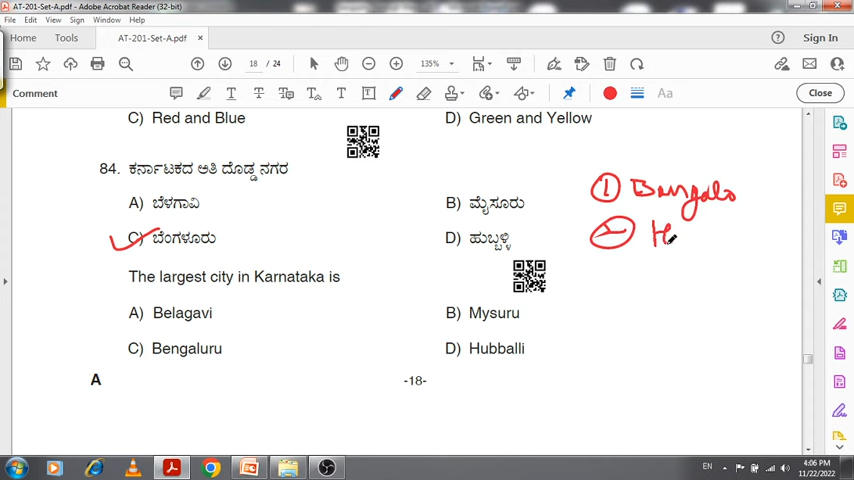 AT-201-Set-A.pdf - Adobe Acrobat Reader (32-bit)
File Edit View Sign Window Help
Home Tools AT-201-Set-A.pdf × Sign In
18 / 24 135%
Comment Close
C) Red and Blue D) Green and Yellow
84. ಕರ್ನಾಟಕದ ಅತಿ ದೊಡ್ಡ ನಗರ
① Bangalo
A) ಬೆಳಗಾವಿ B) ಮೈಸೂರು
C) ಬೆಂಗಳೂರು D) ಹುಬ್ಬಳ್ಳಿ
② H
The largest city in Karnataka is
A) Belagavi B) Mysuru
C) Bengaluru D) Hubballi
A -18-
EN 4:06 PM
11/22/2022